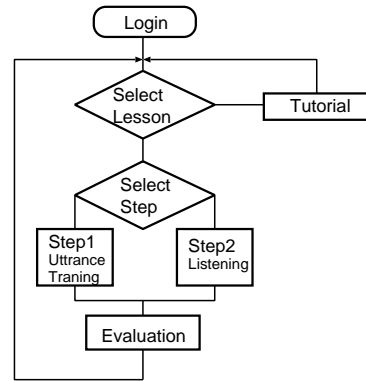 Login
Select
Lesson
Tutorial
Select
Step
Step1
Uttrance
Traning
Step2
Listening
Evaluation